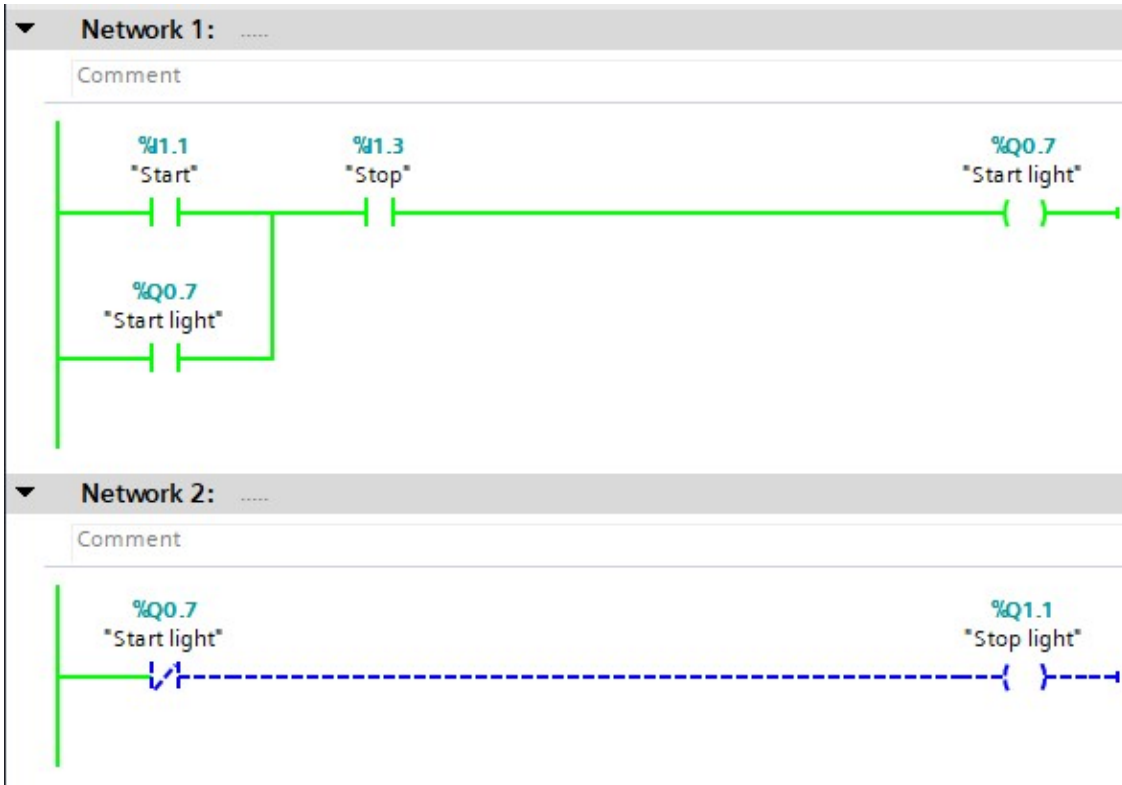 Network 1: .....
Comment
%I1.1 %I1.3 %Q0.7
"Start" "Stop" "Start light"
%Q0.7
"Start light"
Network 2: .....
Comment
%Q0.7 %Q1.1
"Start light" "Stop light"